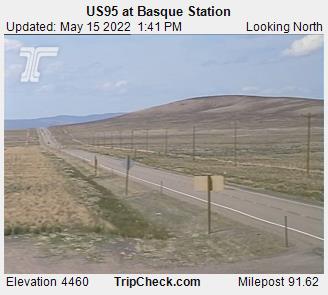 US95 at Basque Station
Updated: May 15 2022 1:41 PM Looking North
Elevation 4460 TripCheck.com Milepost 91.62